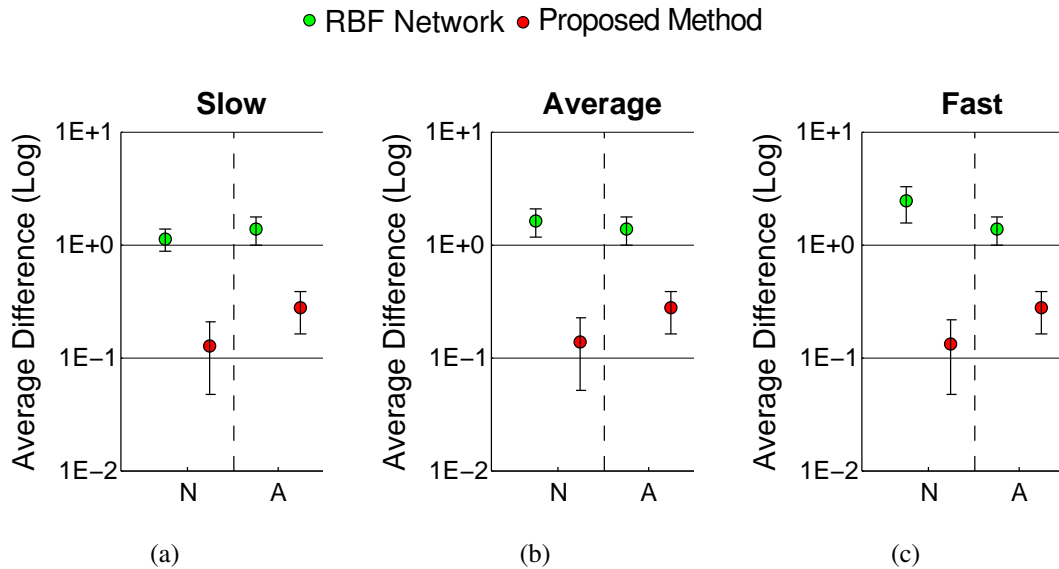 RBF Network Proposed Method
Slow
Average Difference (Log)
1E+1
1E+0
1E−1
1E−2
N A
(a)
Average
Average Difference (Log)
1E+1
1E+0
1E−1
1E−2
N A
(b)
Fast
Average Difference (Log)
1E+1
1E+0
1E−1
1E−2
N A
(c)